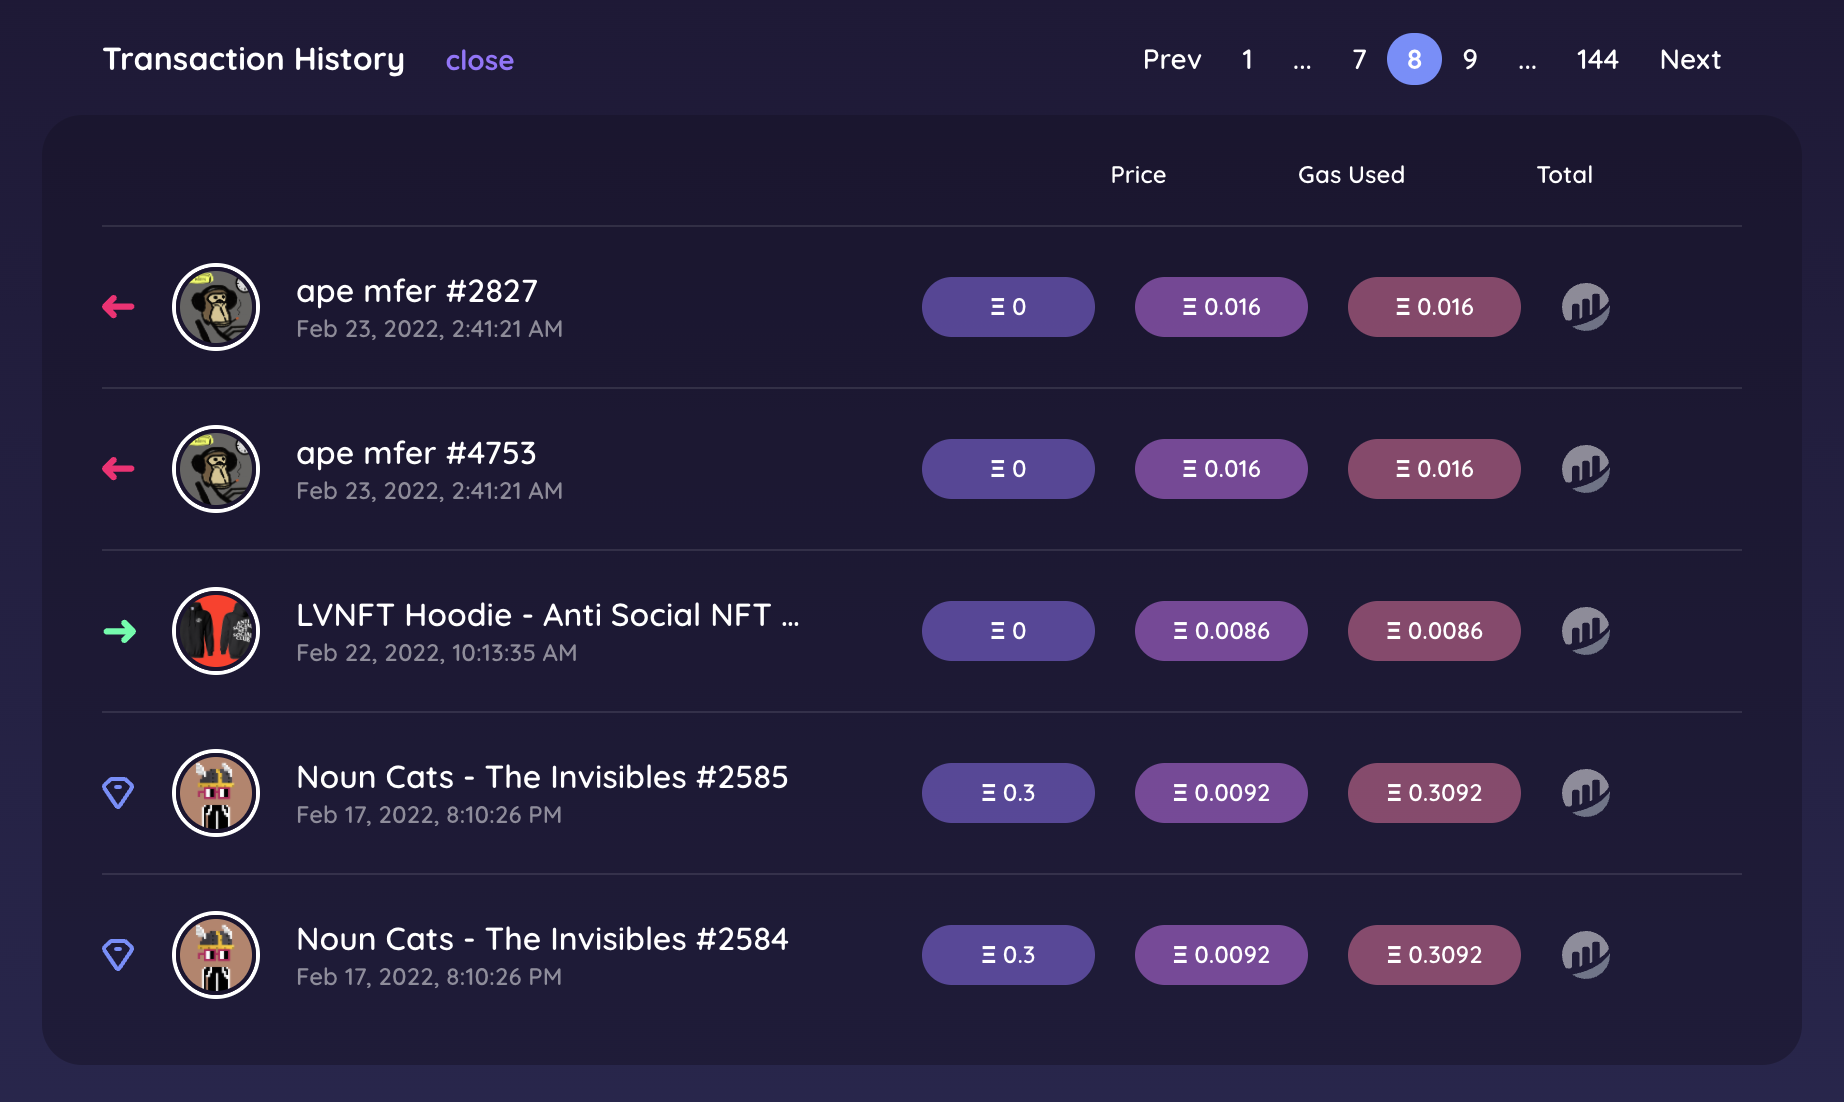 Transaction History close Prev 1 ... 7 8 9 ... 144 Next
Price Gas Used Total
ape mfer #2827
Feb 23, 2022, 2:41:21 AM
Ξ 0 Ξ 0.016 Ξ 0.016
ape mfer #4753
Feb 23, 2022, 2:41:21 AM
Ξ 0 Ξ 0.016 Ξ 0.016
LVNFT Hoodie - Anti Social NFT ...
Feb 22, 2022, 10:13:35 AM
Ξ 0 Ξ 0.0086 Ξ 0.0086
Noun Cats - The Invisibles #2585
Feb 17, 2022, 8:10:26 PM
Ξ 0.3 Ξ 0.0092 Ξ 0.3092
Noun Cats - The Invisibles #2584
Feb 17, 2022, 8:10:26 PM
Ξ 0.3 Ξ 0.0092 Ξ 0.3092